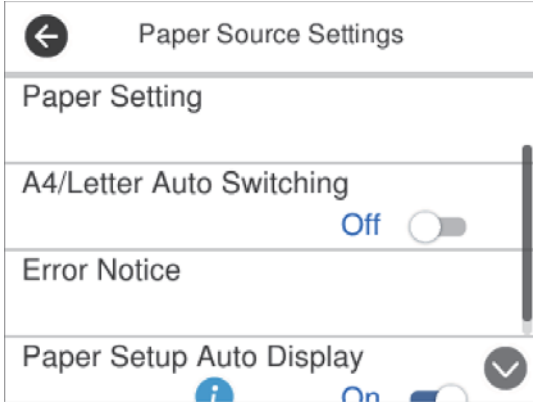 Paper Source Settings
Paper Setting
A4/Letter Auto Switching
Off
Error Notice
Paper Setup Auto Display
i On